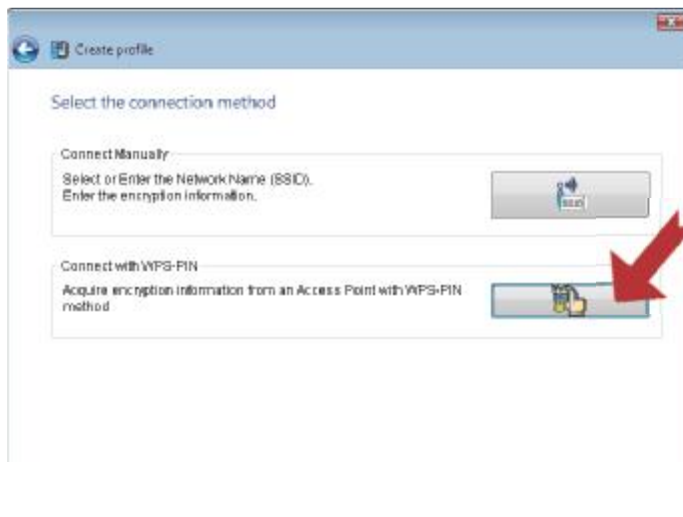 Create profile
Select the connection method
Connect Manually
Select or Enter the Network Name (SSID).
Enter the encryption information.
SSID
Connect with WPS-PIN
Acquire encryption information from an Access Point with WPS-PIN
method